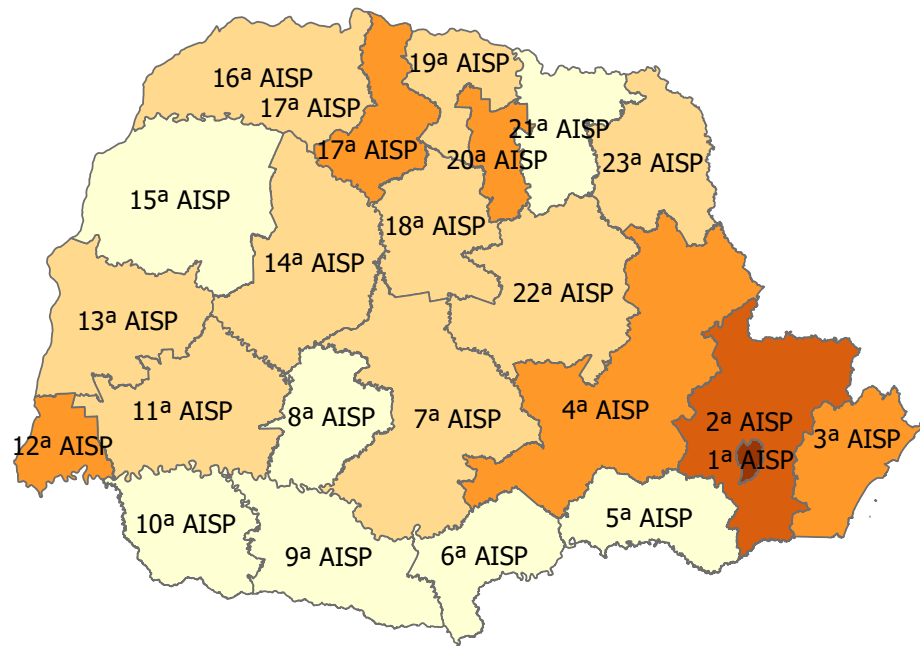 19ª AISP
16ª AISP
17ª AISP
21ª AISP
17ª AISP
20ª AISP
23ª AISP
15ª AISP
18ª AISP
14ª AISP
22ª AISP
13ª AISP
11ª AISP
8ª AISP
7ª AISP
4ª AISP
2ª AISP
12ª AISP
3ª AISP
1ª AISP
10ª AISP
5ª AISP
9ª AISP
6ª AISP